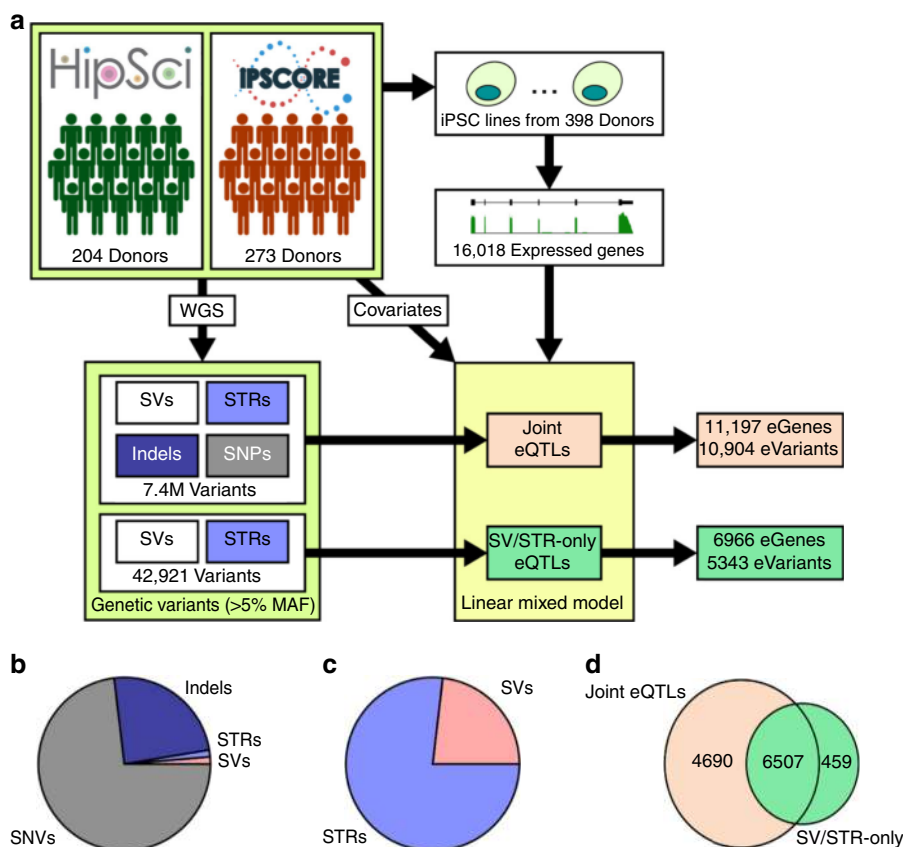 a
HipSci
IPSCORE
204 Donors
273 Donors
...
iPSC lines from 398 Donors
16,018 Expressed genes
WGS
Covariates
SVs
STRs
Indels
SNPs
7.4M Variants
SVs
STRs
42,921 Variants
Genetic variants (>5% MAF)
Joint
eQTLs
SV/STR-only
eQTLs
Linear mixed model
11,197 eGenes
10,904 eVariants
6966 eGenes
5343 eVariants
b
Indels
STRs
SVs
SNVs
c
SVs
STRs
d
Joint eQTLs
4690
6507
459
SV/STR-only